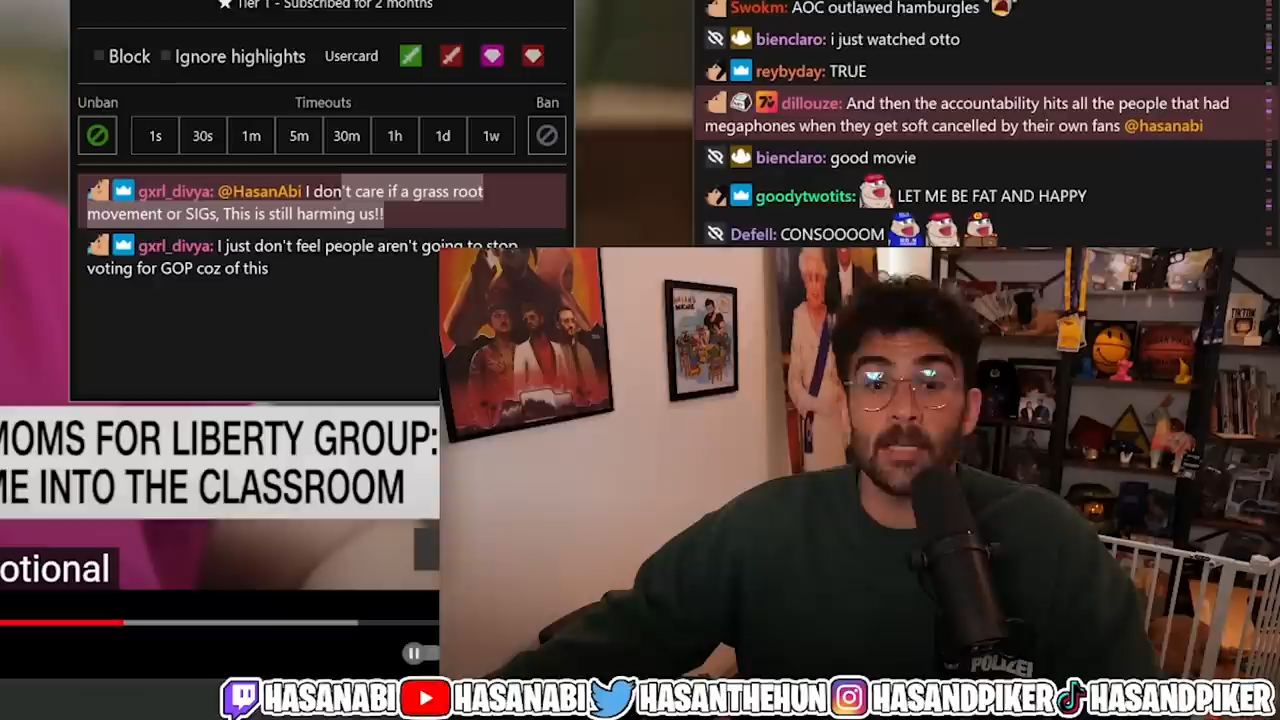 ★ Tier 1 - Subscribed for 2 months
Block
Ignore highlights
Usercard
Unban
Timeouts
Ban
1s
30s
1m
5m
30m
1h
1d
1w
gxrl_divya: @HasanAbi I don't care if a grass root
movement or SIGs, This is still harming us!!
gxrl_divya: I just don't feel people aren't going to stop
voting for GOP coz of this
Swokm: AOC outlawed hamburgles
bienclaro: i just watched otto
reybyday: TRUE
dillouze: And then the accountability hits all the people that had
megaphones when they get soft cancelled by their own fans @hasanabi
bienclaro: good movie
goodytwotits: LET ME BE FAT AND HAPPY
Defell: CONSOOOOM
MOMS FOR LIBERTY GROUP:
ME INTO THE CLASSROOM
otional
POLIZEI
HASANABI
HASANABI
HASANTHEHUN
HASANDPIKER
HASANDPIKER